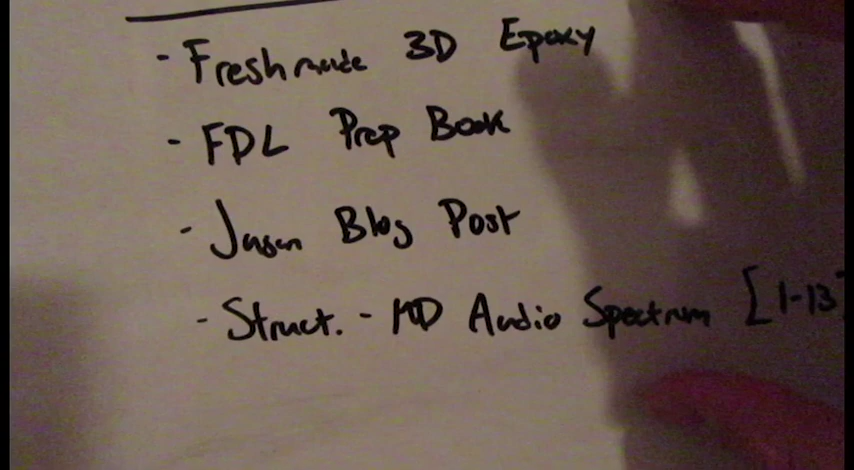 - Freshmade 3D Epoxy
- FDL Prep Book
- Jason Blog Post
- Struct. - MD Audio Spectrum [1-13]